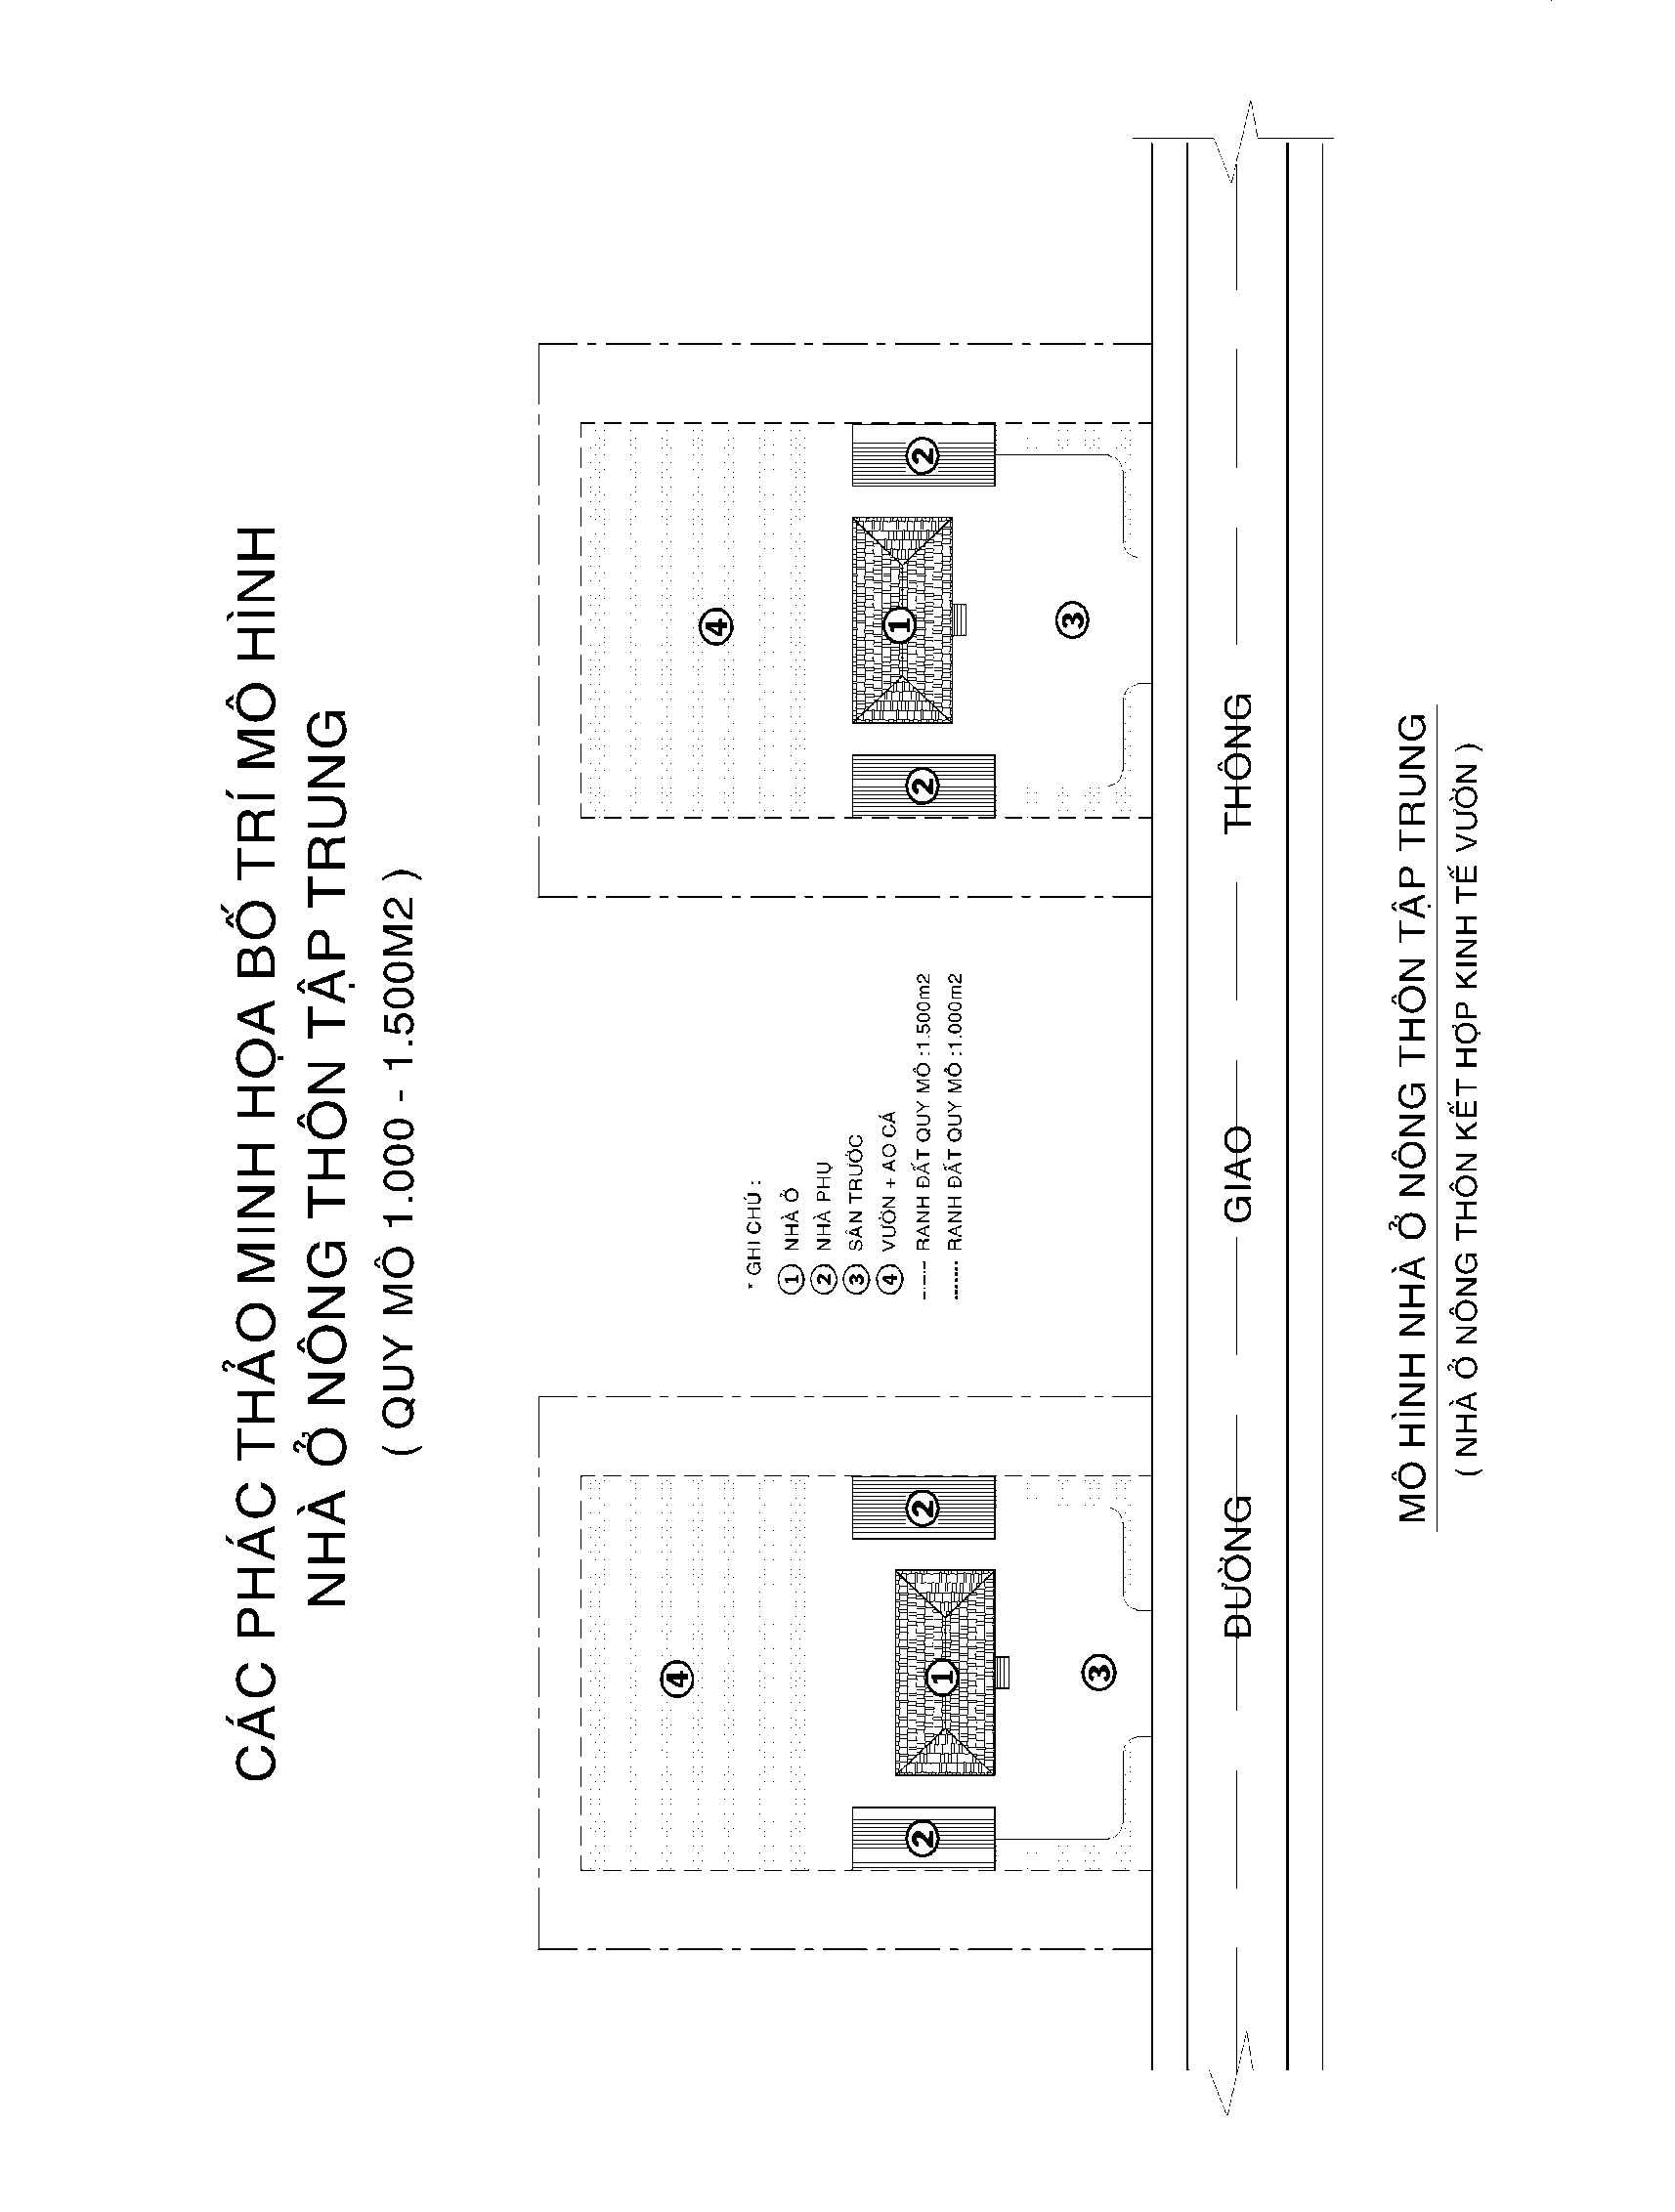 CÁC PHÁC THẢO MINH HỌA BỐ TRÍ MÔ HÌNH
NHÀ Ở NÔNG THÔN TẬP TRUNG
( QUY MÔ 1.000 - 1.500M2 )
4
2
1
2
3
* GHI CHÚ :
1 NHÀ Ở
2 NHÀ PHỤ
3 SÂN TRƯỚC
4 VƯỜN + AO CÁ
RANH ĐẤT QUY MÔ :1.500m2
RANH ĐẤT QUY MÔ :1.000m2
4
2
1
2
3
ĐƯỜNG GIAO THÔNG
MÔ HÌNH NHÀ Ở NÔNG THÔN TẬP TRUNG
( NHÀ Ở NÔNG THÔN KẾT HỢP KINH TẾ VƯỜN )